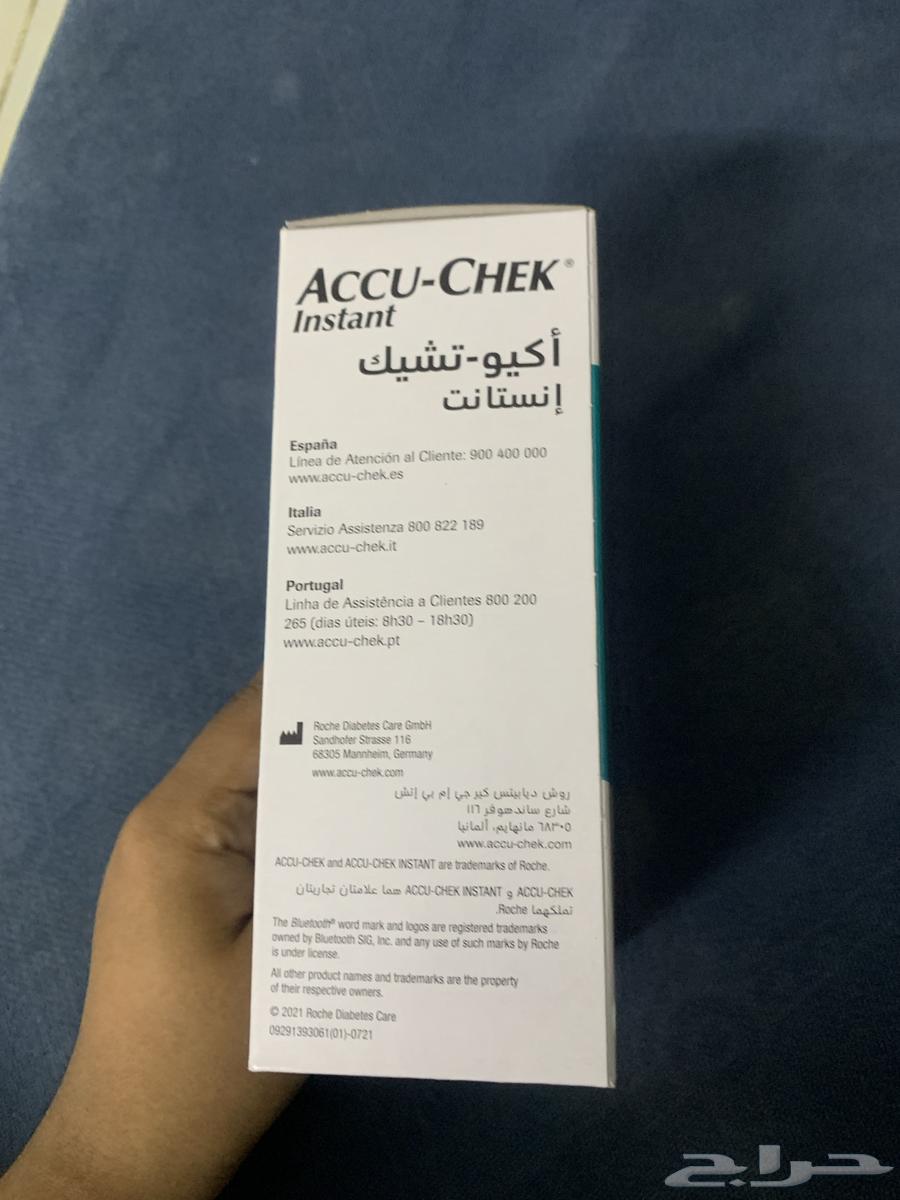 ACCU-CHEK®
Instant
أكيو-تشيك
إنستانت
España
Línea de Atención al Cliente: 900 400 000
www.accu-chek.es
Italia
Servizio Assistenza 800 822 189
www.accu-chek.it
Portugal
Linha de Assistência a Clientes 800 200
265 (dias úteis: 8h30 – 18h30)
www.accu-chek.pt
Roche Diabetes Care GmbH
Sandhofer Strasse 116
68305 Mannheim, Germany
www.accu-chek.com
روش ديابيتس كير جي إم بي إتش
شارع ساندهوفر ١١٦
٦٨٣٠٥ مانهايم، ألمانيا
www.accu-chek.com
ACCU-CHEK and ACCU-CHEK INSTANT are trademarks of Roche.
ACCU-CHEK و ACCU-CHEK INSTANT هما علامتان تجاريتان
تملكهما Roche.
The Bluetooth® word mark and logos are registered trademarks
owned by Bluetooth SIG, Inc. and any use of such marks by Roche
is under license.
All other product names and trademarks are the property
of their respective owners.
© 2021 Roche Diabetes Care
09291393061(01)-0721
حراج